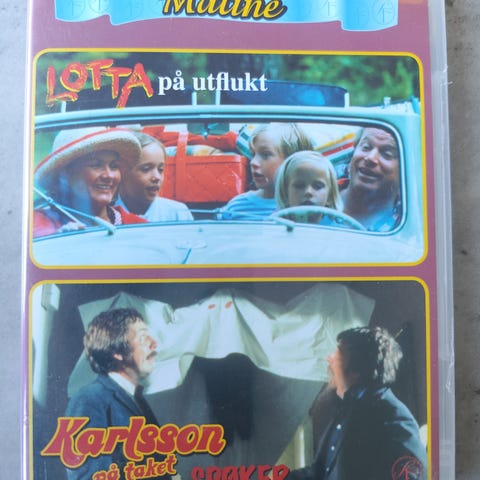 Matiné
LOTTA på utflukt
Karlsson
på taket
SPØKER